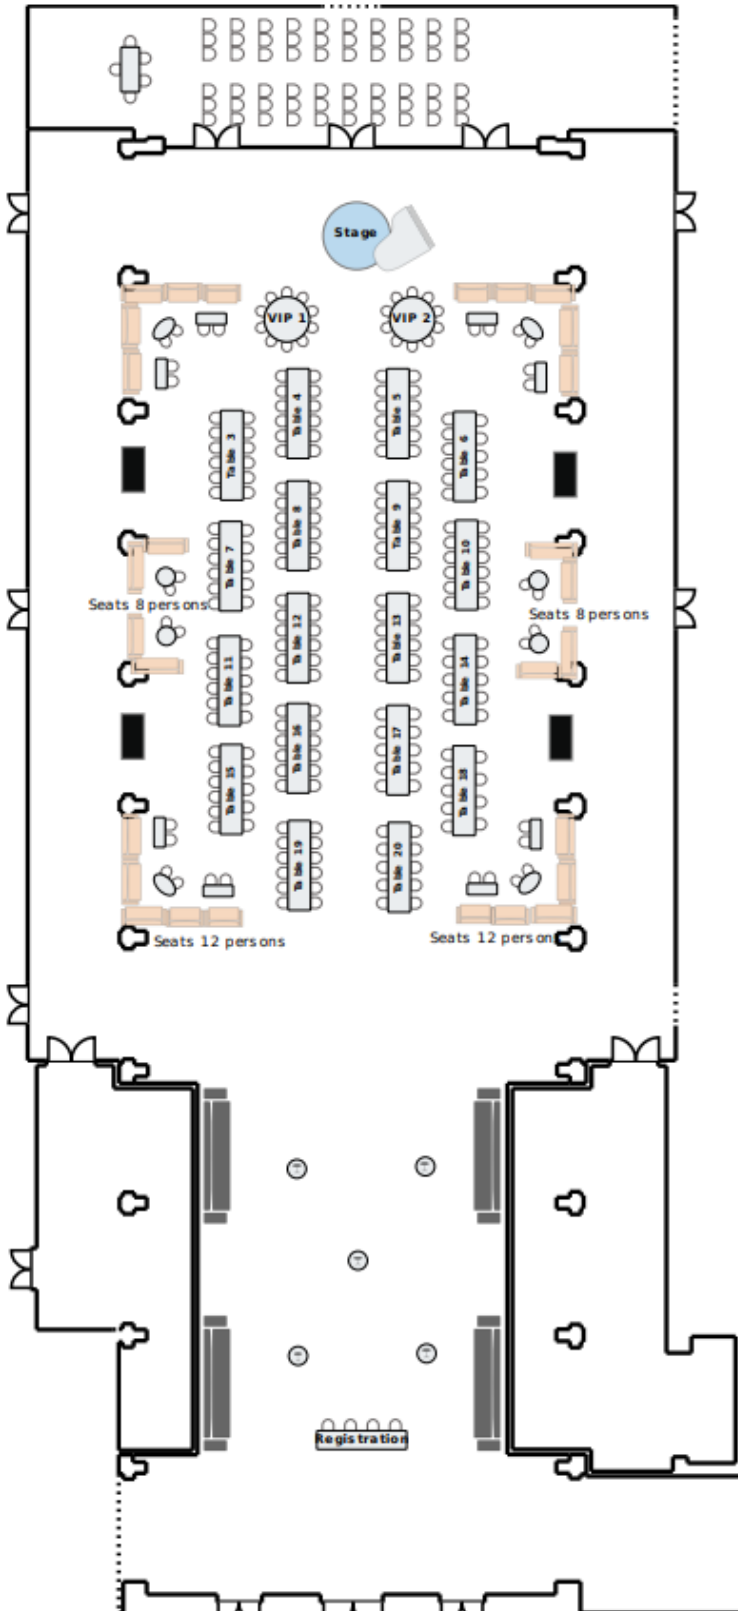 Stage
VIP 1
VIP 2
Table 4
Table 5
Table 3
Table 6
Table 8
Table 9
Table 7
Table 10
Seats 8 persons
Seats 8 persons
Table 12
Table 13
Table 11
Table 14
Table 16
Table 17
Table 15
Table 18
Table 19
Table 20
Seats 12 persons
Seats 12 persons
Registration